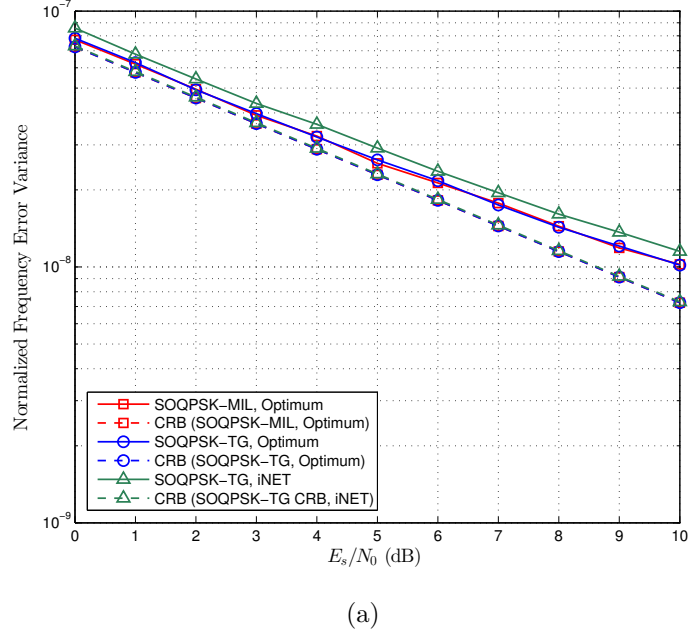 10^-7
10^-8
10^-9
Normalized Frequency Error Variance
SOQPSK−MIL, Optimum
CRB (SOQPSK−MIL, Optimum)
SOQPSK−TG, Optimum
CRB (SOQPSK−TG, Optimum)
SOQPSK−TG, iNET
CRB (SOQPSK−TG CRB, iNET)
0 1 2 3 4 5 6 7 8 9 10
E_s/N_0 (dB)
(a)